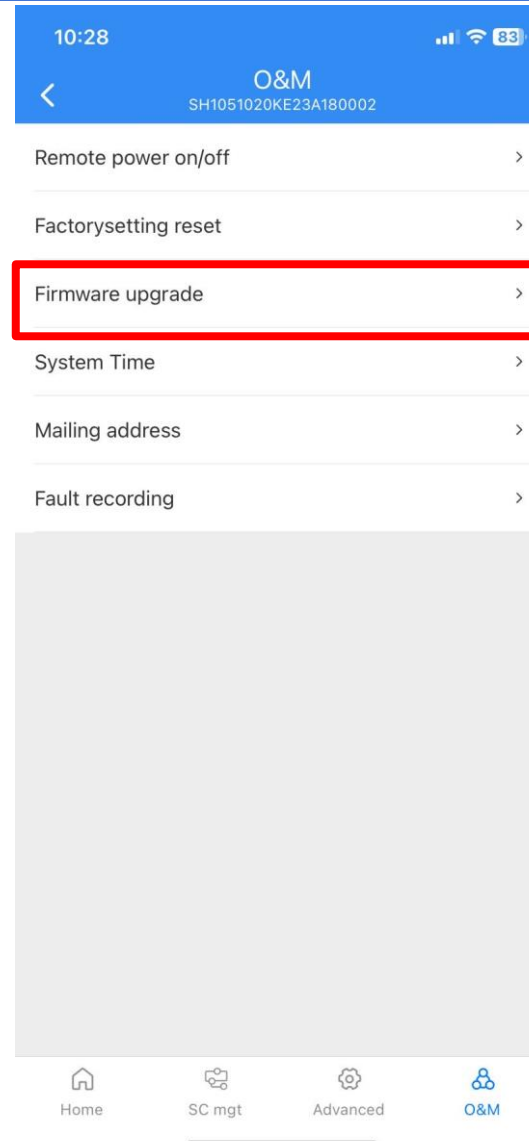 10:28
83
O&M
SH1051020KE23A180002
Remote power on/off
Factorysetting reset
Firmware upgrade
System Time
Mailing address
Fault recording
Home SC mgt Advanced O&M